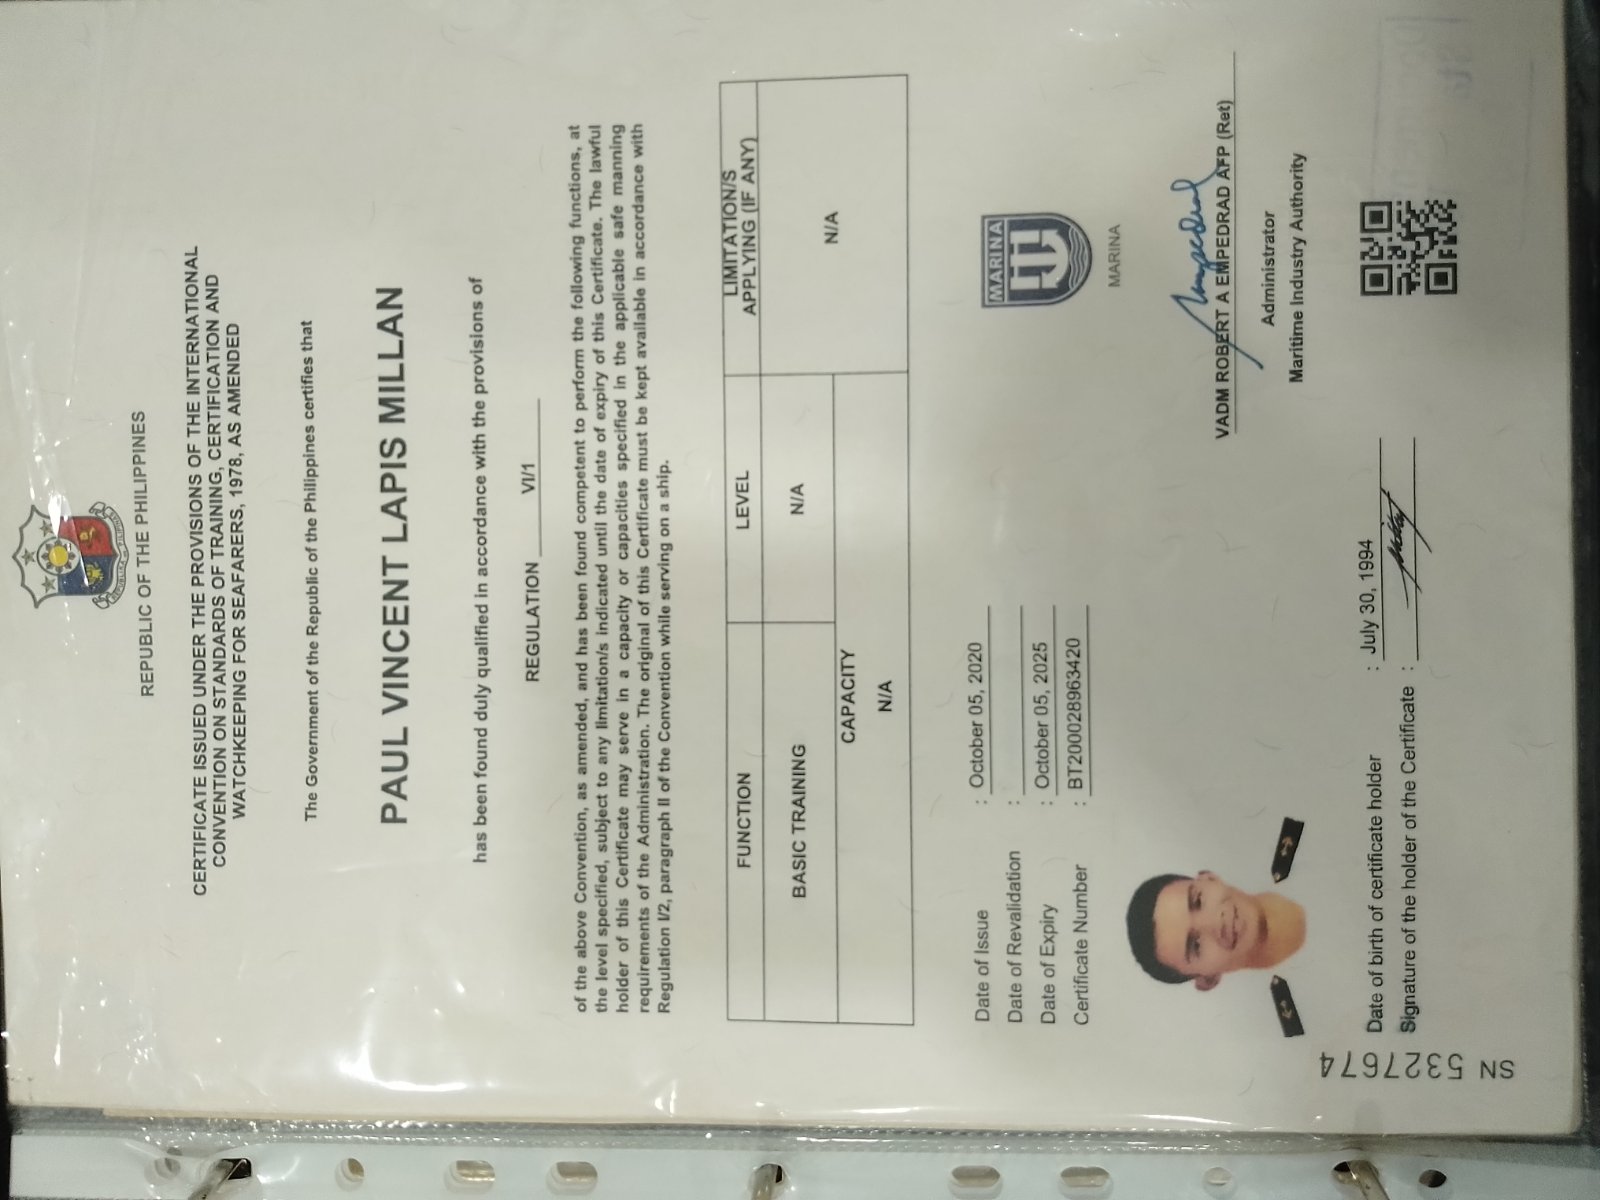 REPUBLIC OF THE PHILIPPINES
CERTIFICATE ISSUED UNDER THE PROVISIONS OF THE INTERNATIONAL
CONVENTION ON STANDARDS OF TRAINING, CERTIFICATION AND
WATCHKEEPING FOR SEAFARERS, 1978, AS AMENDED
The Government of the Republic of the Philippines certifies that
PAUL VINCENT LAPIS MILLAN
has been found duly qualified in accordance with the provisions of
REGULATION VI/1
of the above Convention, as amended, and has been found competent to perform the following functions, at
the level specified, subject to any limitation/s indicated until the date of expiry of this Certificate. The lawful
holder of this Certificate may serve in a capacity or capacities specified in the applicable safe manning
requirements of the Administration. The original of this Certificate must be kept available in accordance with
Regulation I/2, paragraph II of the Convention while serving on a ship.
FUNCTION LEVEL LIMITATION/S
APPLYING (IF ANY)
BASIC TRAINING N/A N/A
CAPACITY
N/A
Date of Issue : October 05, 2020
Date of Revalidation :
Date of Expiry : October 05, 2025
Certificate Number : BT200028963420
MARINA
MARINA
VADM ROBERT A EMPEDRAD AFP (Ret)
Administrator
Maritime Industry Authority
Date of birth of certificate holder : July 30, 1994
Signature of the holder of the Certificate :
SN 5327674